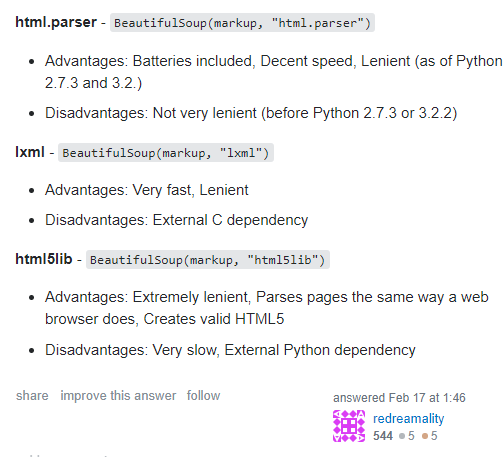 html.parser - BeautifulSoup(markup, "html.parser")
• Advantages: Batteries included, Decent speed, Lenient (as of Python
2.7.3 and 3.2.)
• Disadvantages: Not very lenient (before Python 2.7.3 or 3.2.2)
lxml - BeautifulSoup(markup, "lxml")
• Advantages: Very fast, Lenient
• Disadvantages: External C dependency
html5lib - BeautifulSoup(markup, "html5lib")
• Advantages: Extremely lenient, Parses pages the same way a web
browser does, Creates valid HTML5
• Disadvantages: Very slow, External Python dependency
share improve this answer follow
answered Feb 17 at 1:46
redreamality
544 ●5 ●5